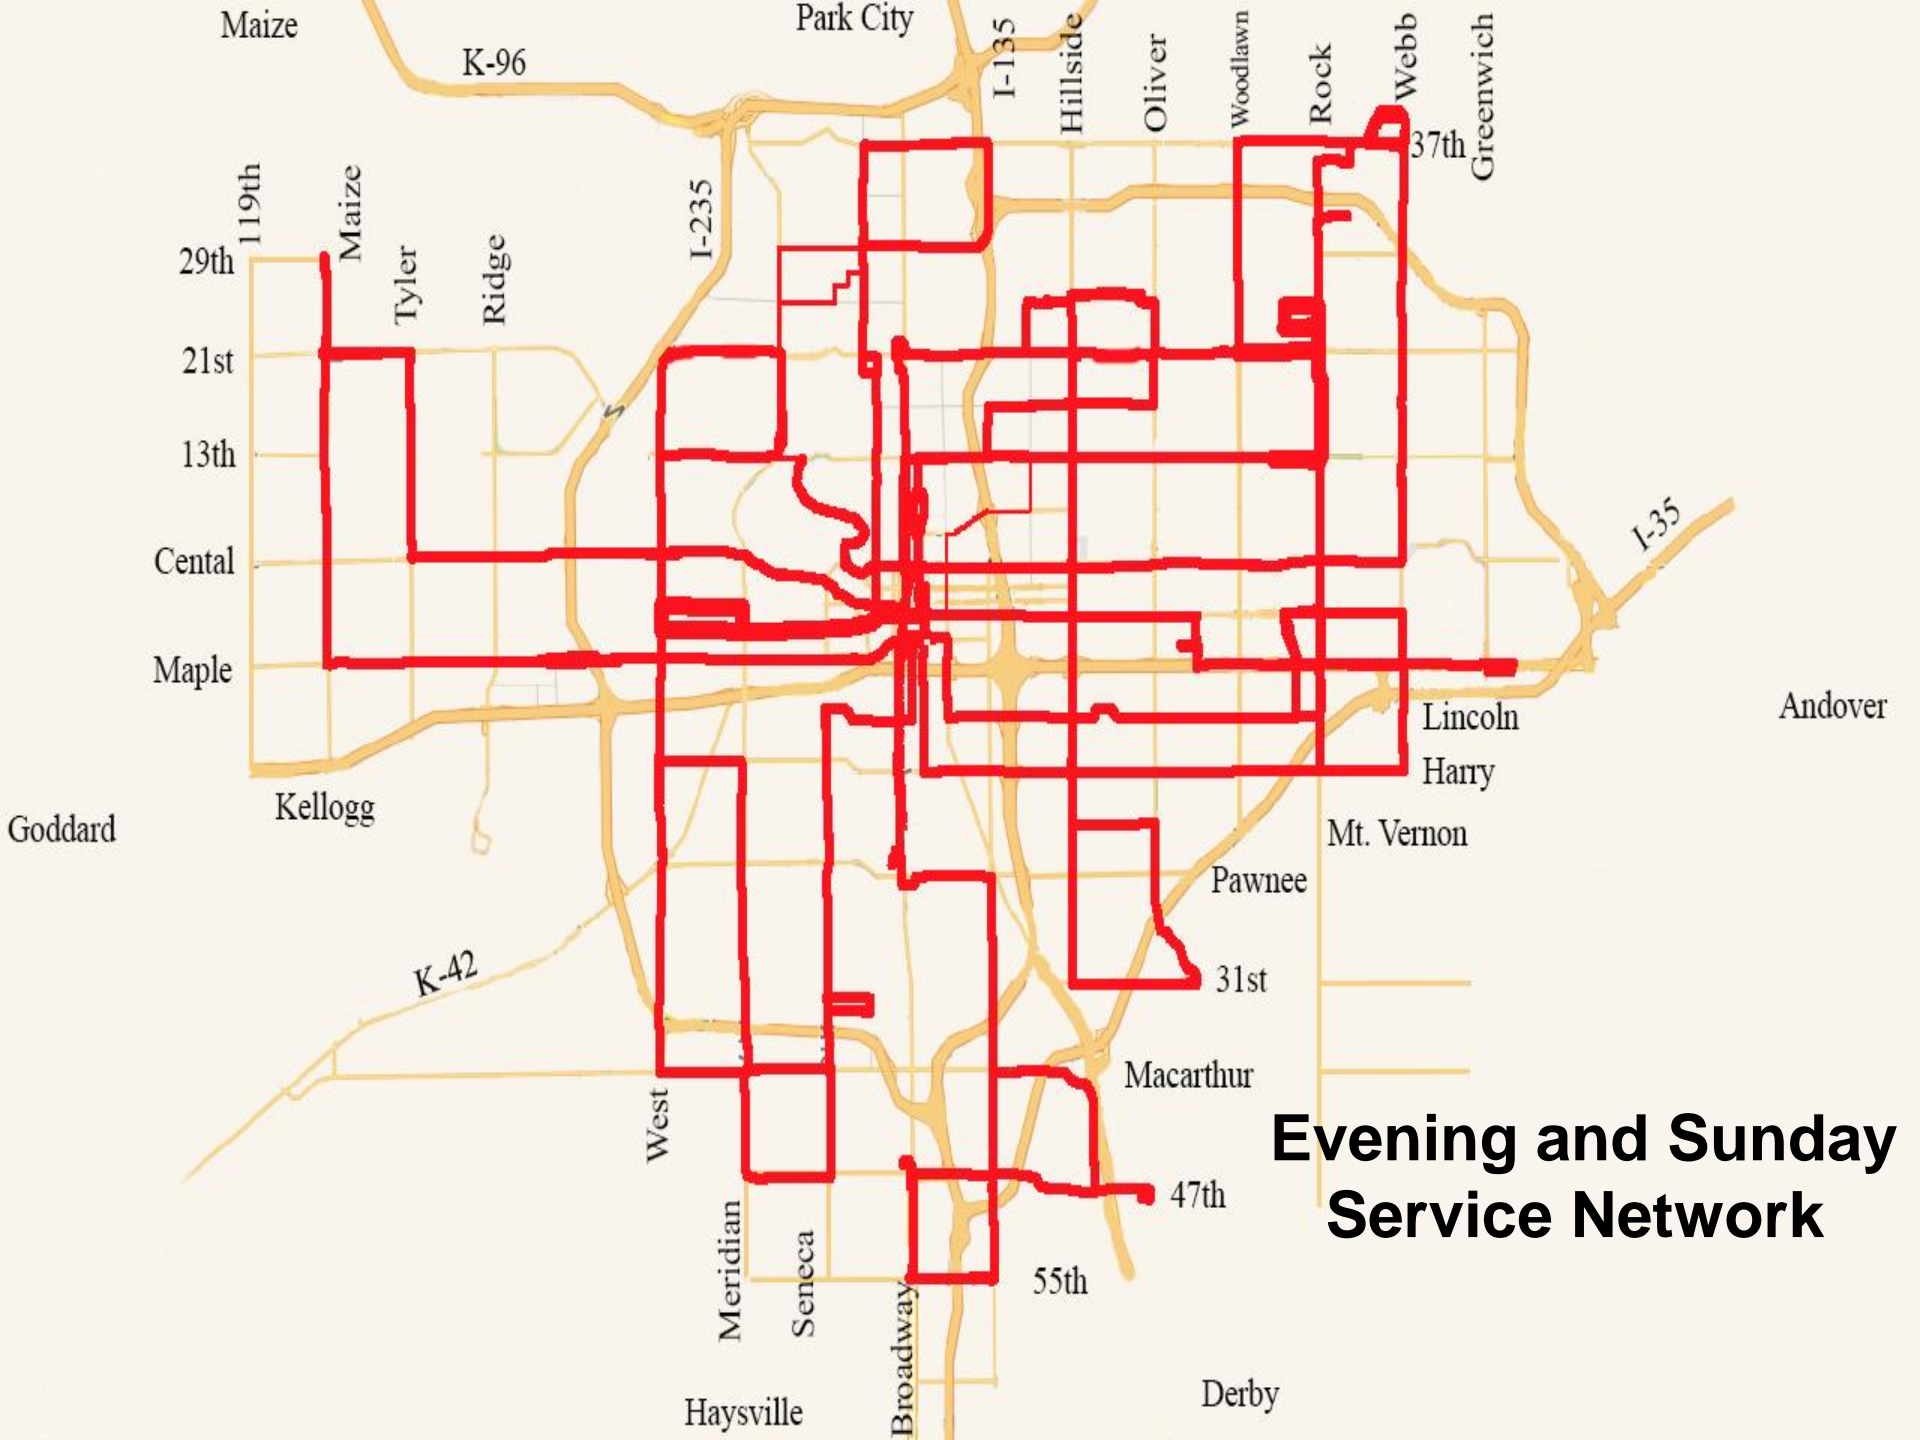 Maize
Park City
K-96
I-135
Hillside
Oliver
Woodlawn
Rock
Webb
Greenwich
37th
119th
Maize
Tyler
Ridge
I-235
29th
21st
13th
Cental
Maple
I-35
Andover
Lincoln
Harry
Kellogg
Goddard
Mt. Vernon
Pawnee
K-42
31st
Macarthur
West
Evening and Sunday
Service Network
47th
Meridian
Seneca
Broadway
55th
Haysville
Derby